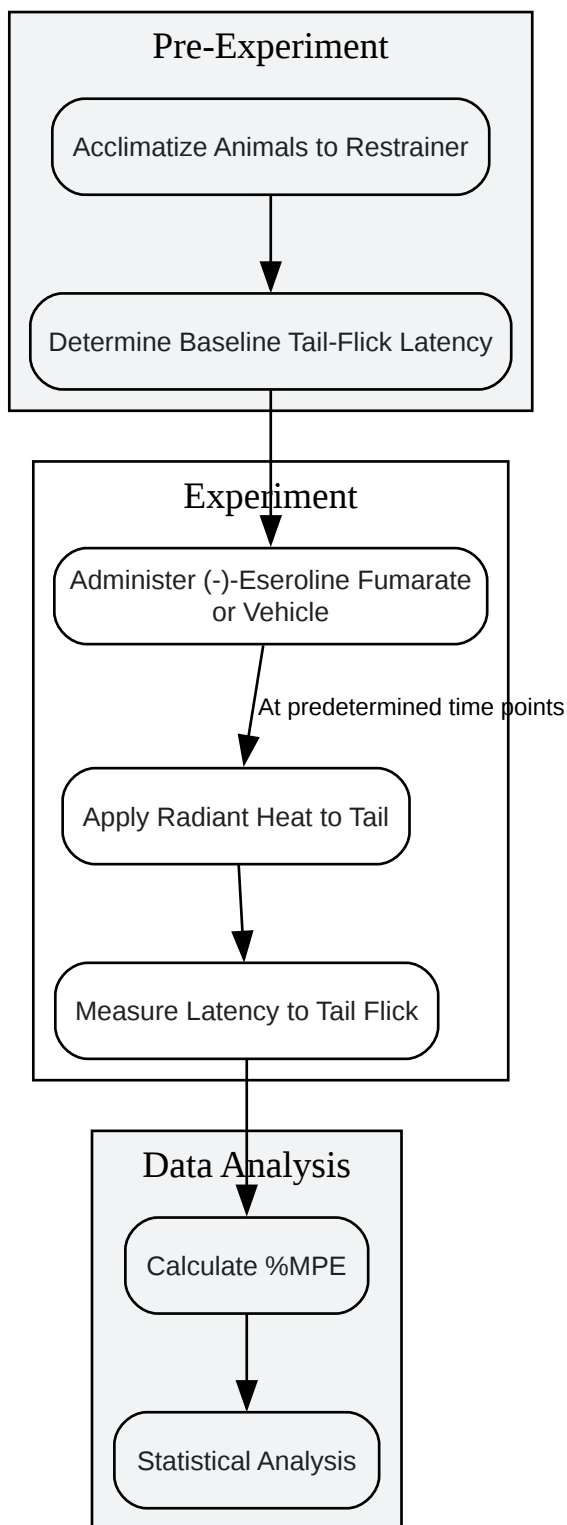 Pre-Experiment
Acclimatize Animals to Restrainer
Determine Baseline Tail-Flick Latency
Experiment
Administer (-)-Eseroline Fumarate
or Vehicle
At predetermined time points
Apply Radiant Heat to Tail
Measure Latency to Tail Flick
Data Analysis
Calculate %MPE
Statistical Analysis